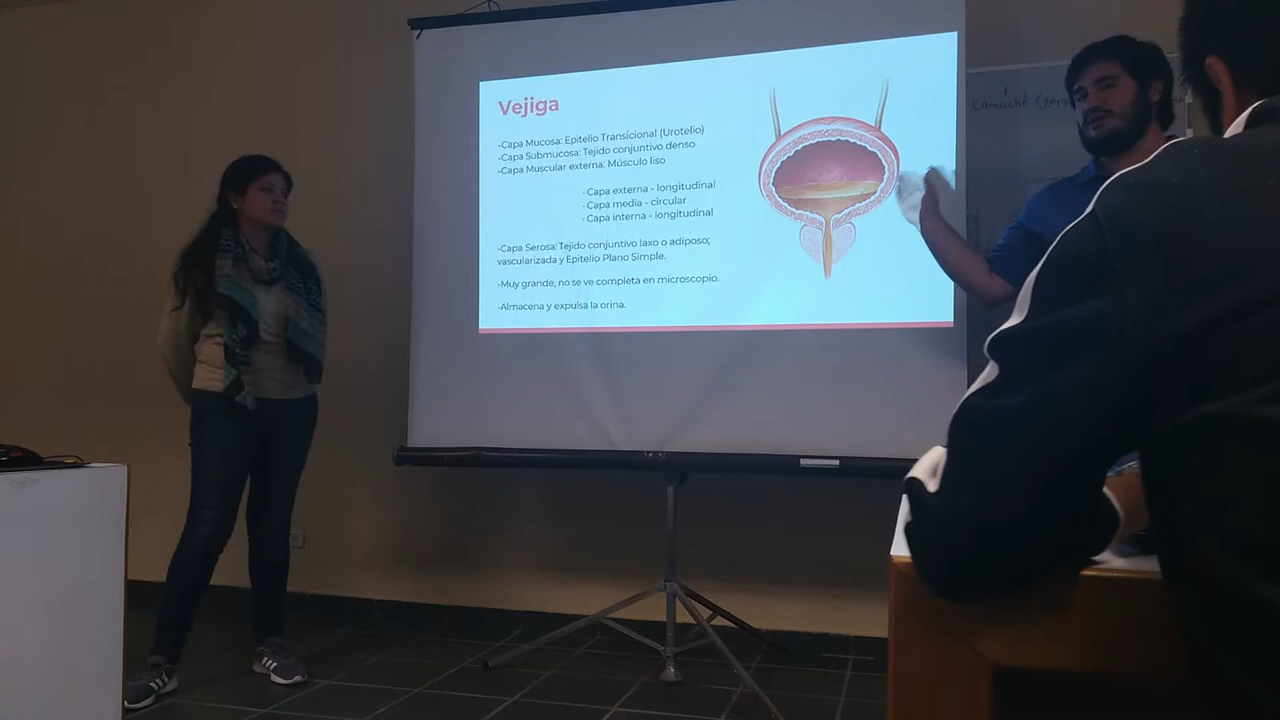 Vejiga
-Capa Mucosa: Epitelio Transicional (Urotelio)
-Capa Submucosa: Tejido conjuntivo denso
-Capa Muscular externa: Músculo liso
- Capa externa - longitudinal
- Capa media - circular
- Capa interna - longitudinal
-Capa Serosa: Tejido conjuntivo laxo o adiposo;
vascularizada y Epitelio Plano Simple.
-Muy grande, no se ve completa en microscopio.
-Almacena y expulsa la orina.